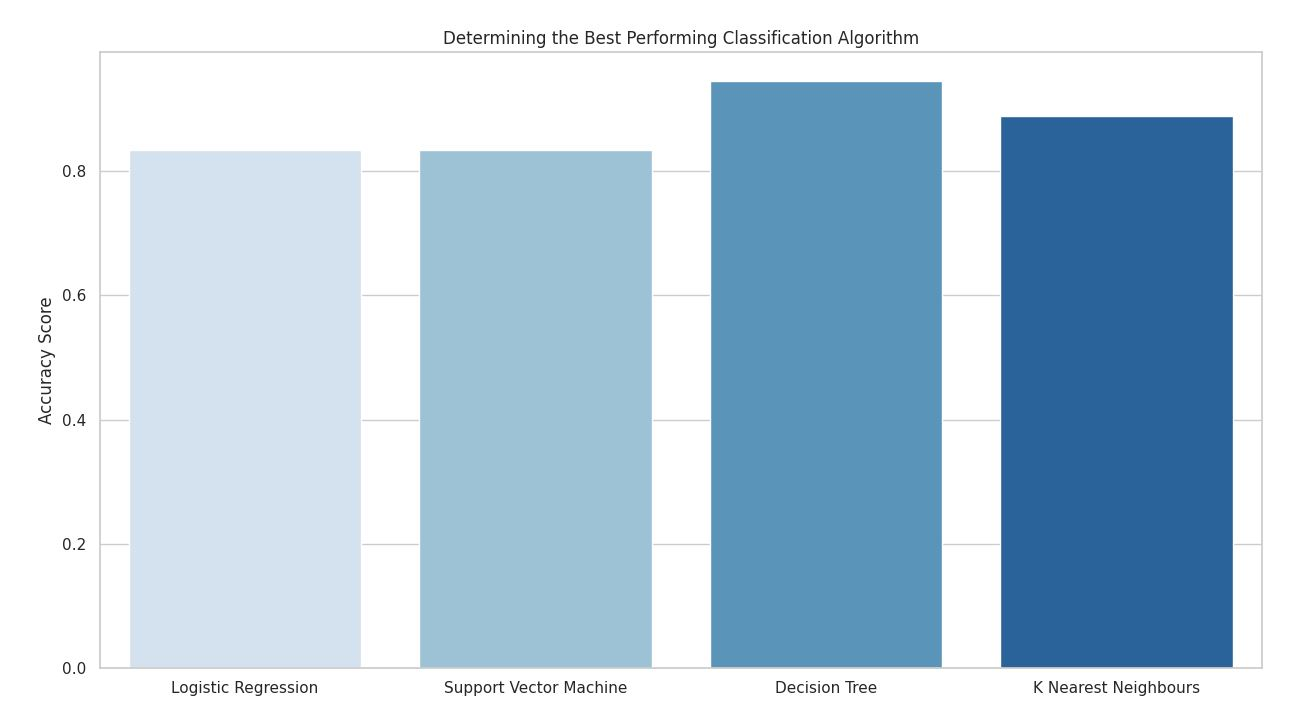 Determining the Best Performing Classification Algorithm
Accuracy Score
0.8
0.6
0.4
0.2
0.0
Logistic Regression
Support Vector Machine
Decision Tree
K Nearest Neighbours